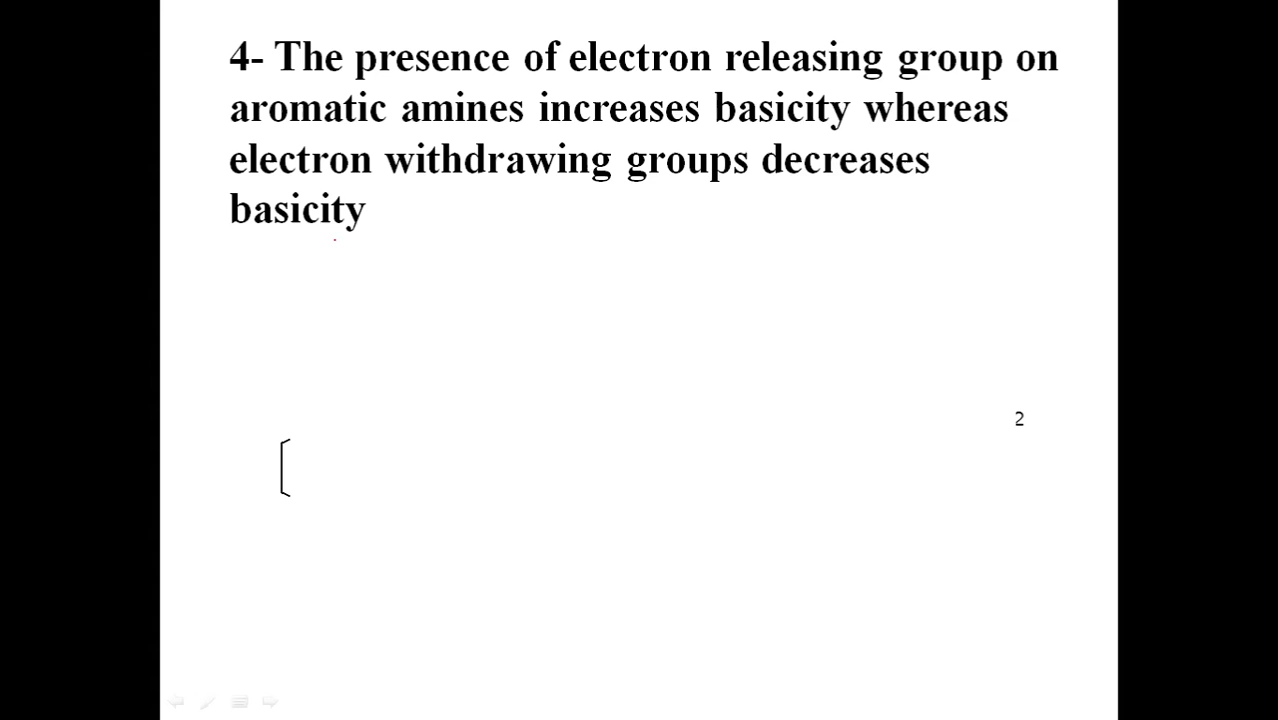 4- The presence of electron releasing group on
aromatic amines increases basicity whereas
electron withdrawing groups decreases
basicity
2
[